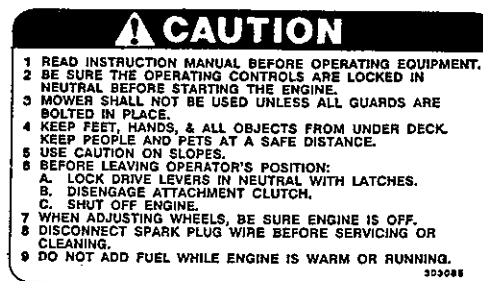 CAUTION
1 READ INSTRUCTION MANUAL BEFORE OPERATING EQUIPMENT.
2 BE SURE THE OPERATING CONTROLS ARE LOCKED IN
NEUTRAL BEFORE STARTING THE ENGINE.
3 MOWER SHALL NOT BE USED UNLESS ALL GUARDS ARE
BOLTED IN PLACE.
4 KEEP FEET, HANDS, & ALL OBJECTS FROM UNDER DECK.
KEEP PEOPLE AND PETS AT A SAFE DISTANCE.
5 USE CAUTION ON SLOPES.
6 BEFORE LEAVING OPERATOR'S POSITION:
A. LOCK DRIVE LEVERS IN NEUTRAL WITH LATCHES.
B. DISENGAGE ATTACHMENT CLUTCH.
C. SHUT OFF ENGINE.
7 WHEN ADJUSTING WHEELS, BE SURE ENGINE IS OFF.
8 DISCONNECT SPARK PLUG WIRE BEFORE SERVICING OR
CLEANING.
9 DO NOT ADD FUEL WHILE ENGINE IS WARM OR RUNNING.
303085